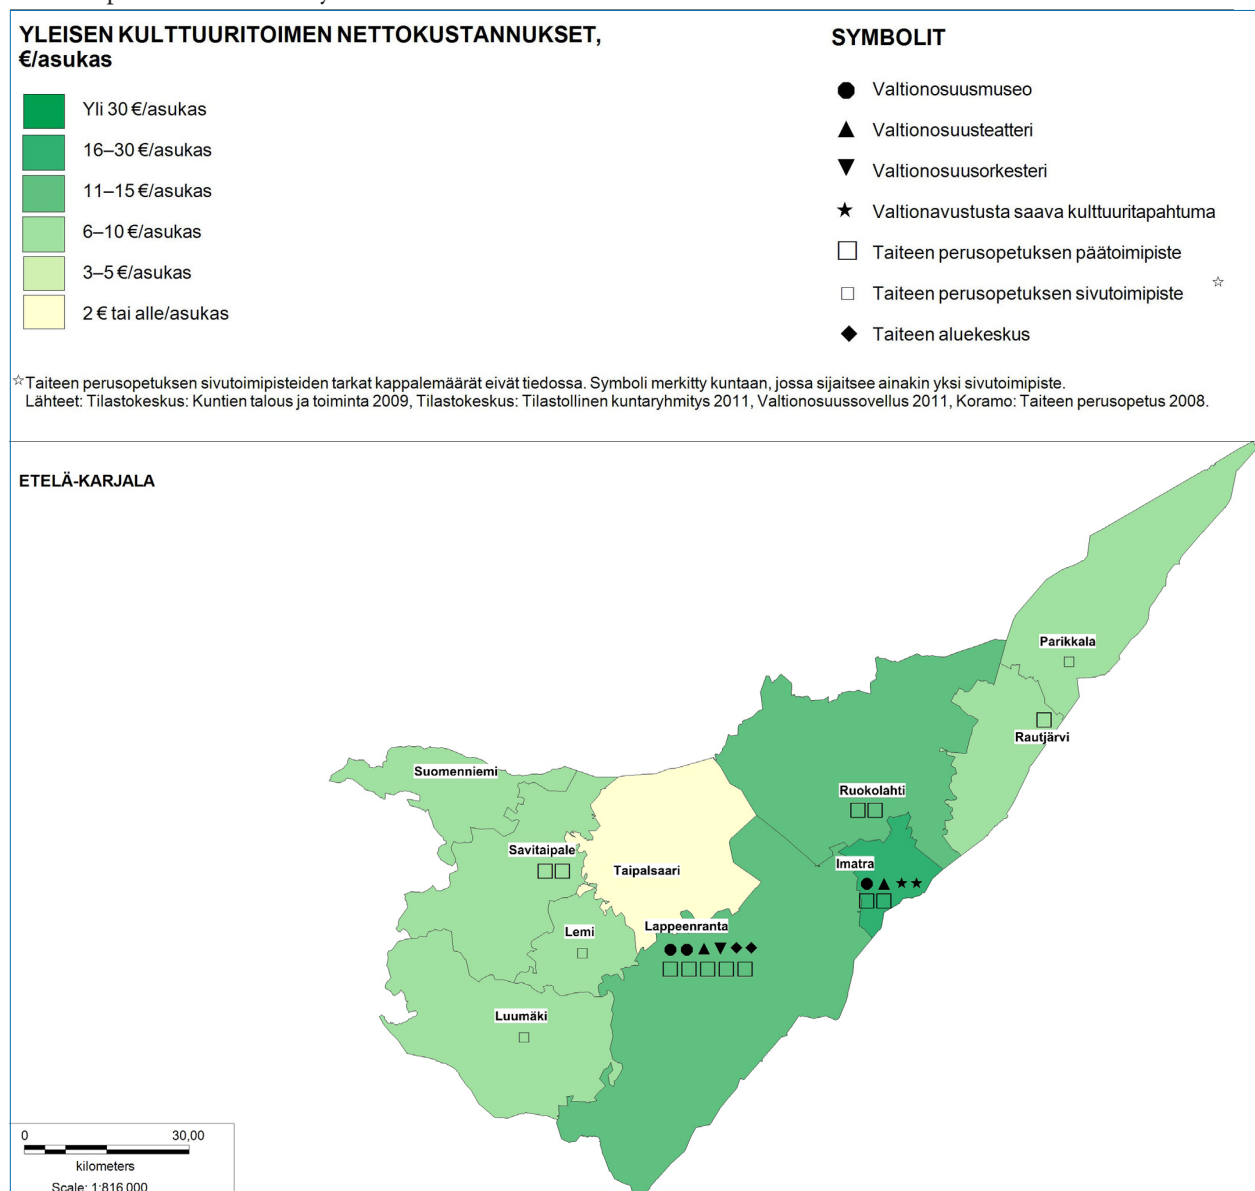 YLEISEN KULTTUURITOIMEN NETTOKUSTANNUKSET,
€/asukas
Yli 30 €/asukas
16–30 €/asukas
11–15 €/asukas
6–10 €/asukas
3–5 €/asukas
2 € tai alle/asukas
SYMBOLIT
Valtionosuusmuseo
Valtionosuusteatteri
Valtionosuusorkesteri
Valtionavustusta saava kulttuuritapahtuma
Taiteen perusopetuksen päätoimipiste
Taiteen perusopetuksen sivutoimipiste ☆
Taiteen aluekeskus
☆Taiteen perusopetuksen sivutoimipisteiden tarkat kappalemäärät eivät tiedossa. Symboli merkitty kuntaan, jossa sijaitsee ainakin yksi sivutoimipiste.
Lähteet: Tilastokeskus: Kuntien talous ja toiminta 2009, Tilastokeskus: Tilastollinen kuntaryhmitys 2011, Valtionosuussovellus 2011, Koramo: Taiteen perusopetus 2008.
ETELÄ-KARJALA
Parikkala
Rautjärvi
Suomenniemi
Ruokolahti
Savitaipale
Imatra
Taipalsaari
Lappeenranta
Lemi
Luumäki
0 30,00
kilometers
Scale: 1:816 000